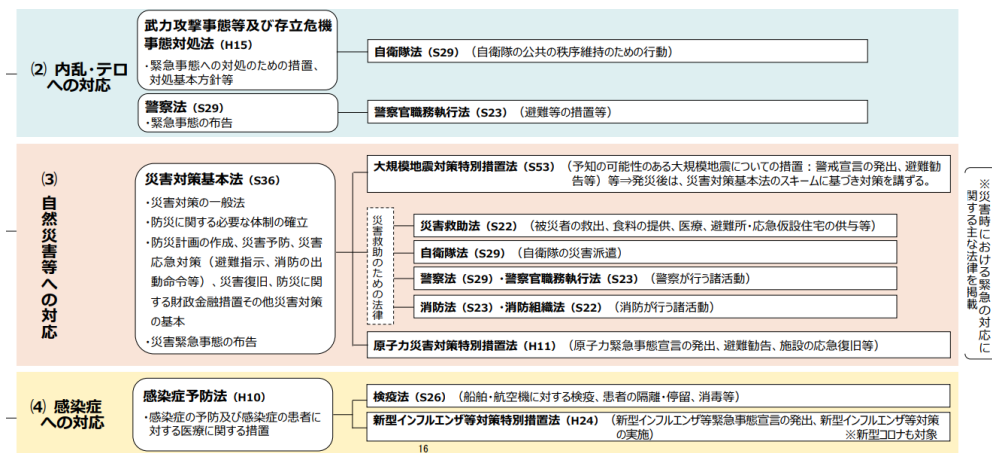 (2) 内乱・テロ
への対応
武力攻撃事態等及び存立危機
事態対処法 (H15)
・緊急事態への対処のための措置、
対処基本方針等
自衛隊法 (S29) (自衛隊の公共の秩序維持のための行動)
警察法 (S29)
・緊急事態の布告
警察官職務執行法 (S23) (避難等の措置等)
(3)
自然災害等への対応
災害対策基本法 (S36)
・災害対策の一般法
・防災に関する必要な体制の確立
・防災計画の作成、災害予防、災害
応急対策(避難指示、消防の出
動命令等)、災害復旧、防災に関
する財政金融措置その他災害対策
の基本
・災害緊急事態の布告
大規模地震対策特別措置法 (S53) (予知の可能性のある大規模地震についての措置:警戒宣言の発出、避難勧
告等)等⇒発災後は、災害対策基本法のスキームに基づき対策を講ずる。
災害救助のための法律
災害救助法 (S22) (被災者の救出、食料の提供、医療、避難所・応急仮設住宅の供与等)
自衛隊法 (S29) (自衛隊の災害派遣)
警察法 (S29)・警察官職務執行法 (S23) (警察が行う諸活動)
消防法 (S23)・消防組織法 (S22) (消防が行う諸活動)
原子力災害対策特別措置法 (H11) (原子力緊急事態宣言の発出、避難勧告、施設の応急復旧等)
※災害時における緊急の対応に
関する主な法律を掲載
(4) 感染症
への対応
感染症予防法 (H10)
・感染症の予防及び感染症の患者に
対する医療に関する措置
検疫法 (S26) (船舶・航空機に対する検疫、患者の隔離・停留、消毒等)
新型インフルエンザ等対策特別措置法 (H24) (新型インフルエンザ等緊急事態宣言の発出、新型インフルエンザ等対策
の実施) ※新型コロナも対象
16